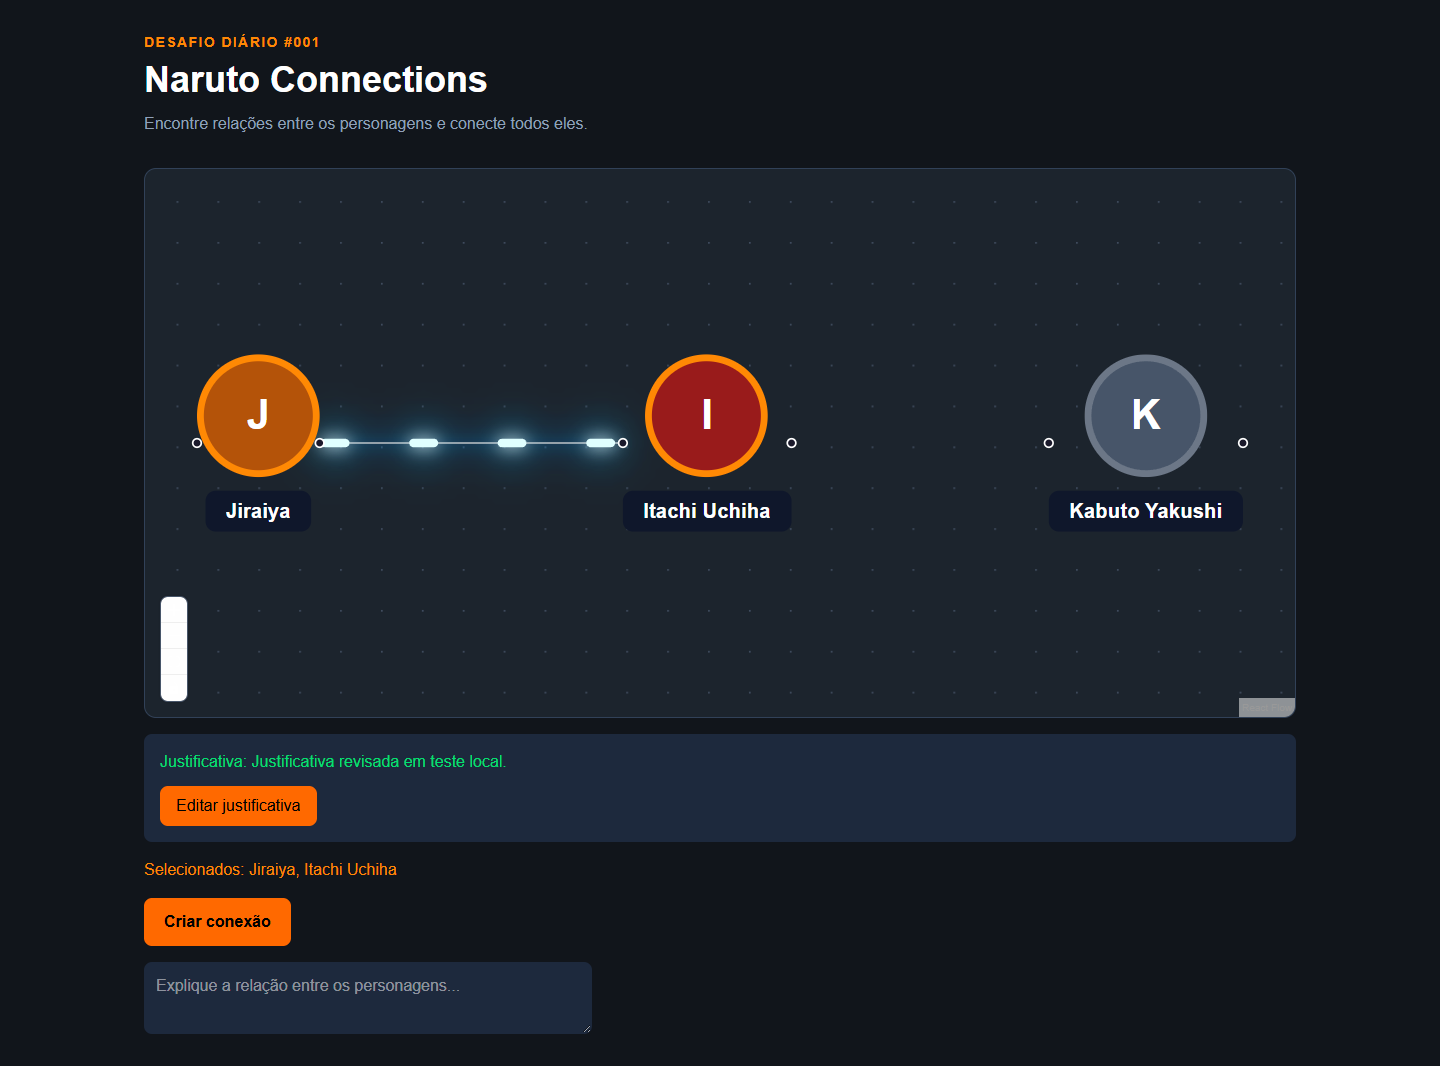 DESAFIO DIÁRIO #001
Naruto Connections
Encontre relações entre os personagens e conecte todos eles.
J
I
K
Jiraiya
Itachi Uchiha
Kabuto Yakushi
Justificativa: Justificativa revisada em teste local.
Editar justificativa
Selecionados: Jiraiya, Itachi Uchiha
Criar conexão
Explique a relação entre os personagens...